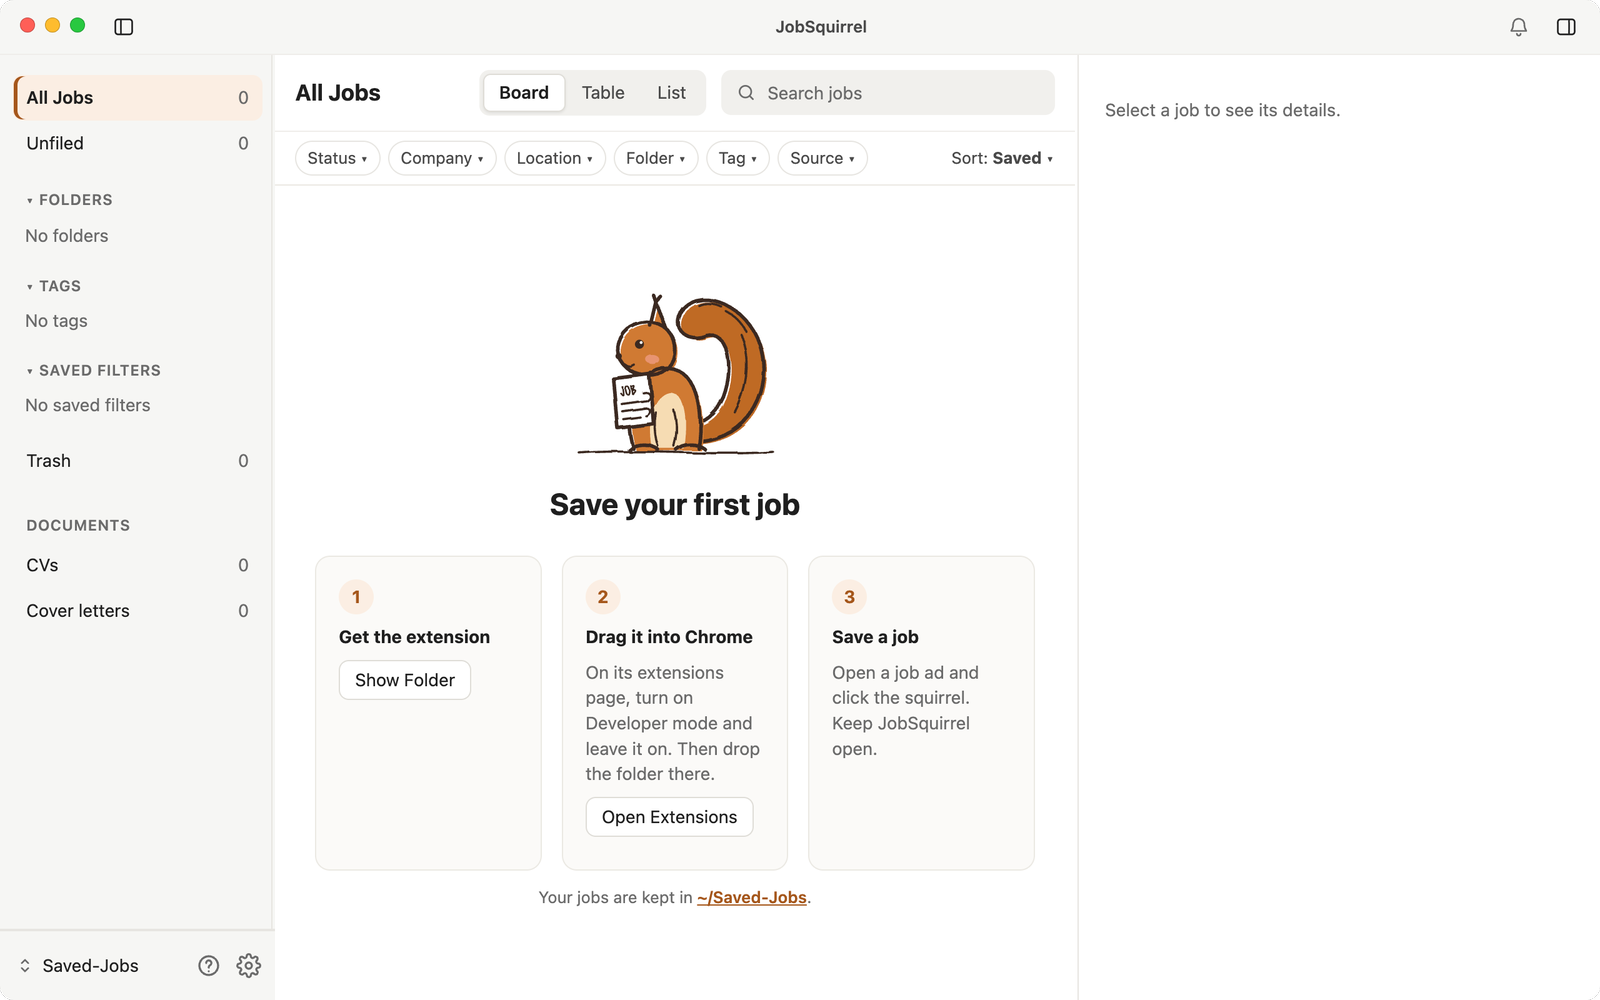 JobSquirrel
All Jobs 0
Unfiled 0
FOLDERS
No folders
TAGS
No tags
SAVED FILTERS
No saved filters
Trash 0
DOCUMENTS
CVs 0
Cover letters 0
Saved-Jobs
All Jobs
Board Table List
Search jobs
Status Company Location Folder Tag Source
Sort: Saved
JOB
Save your first job
1
Get the extension
Show Folder
2
Drag it into Chrome
On its extensions
page, turn on
Developer mode and
leave it on. Then drop
the folder there.
Open Extensions
3
Save a job
Open a job ad and
click the squirrel.
Keep JobSquirrel
open.
Your jobs are kept in ~/Saved-Jobs.
Select a job to see its details.